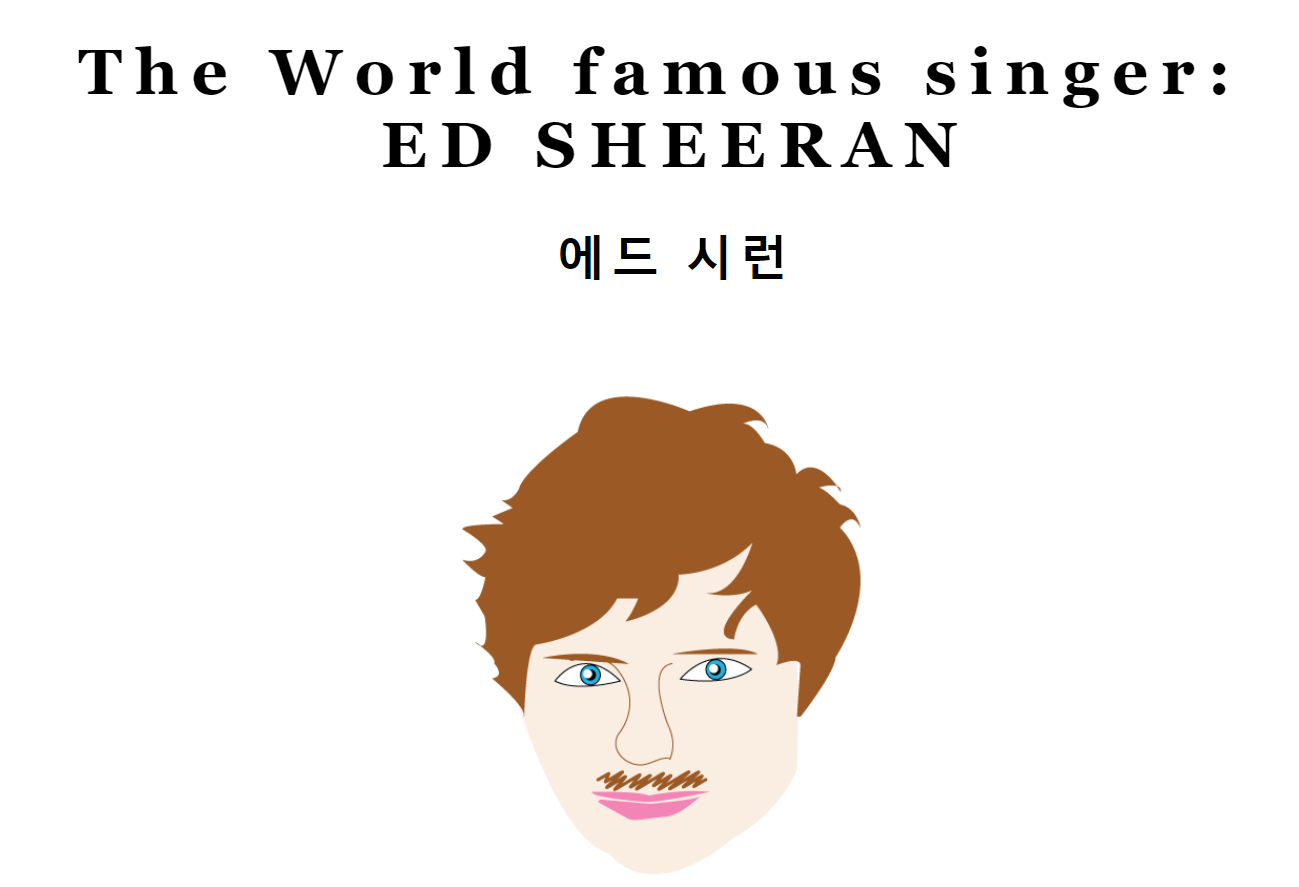 The World famous singer:
ED SHEERAN
에드 시런